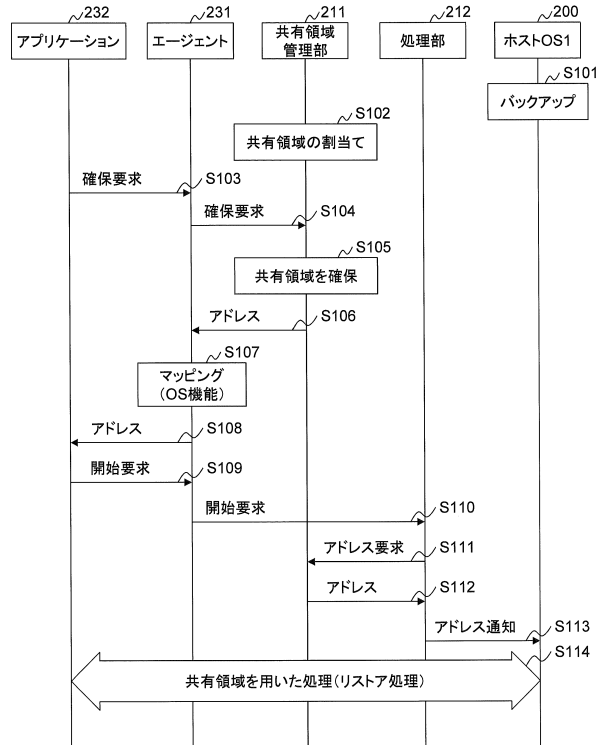 232
231
211
212
200
アプリケーション
エージェント
共有領域
管理部
処理部
ホストOS1
S101
バックアップ
S102
共有領域の割当て
確保要求
S103
確保要求
S104
S105
共有領域を確保
アドレス
S106
S107
マッピング
(OS機能)
アドレス
S108
開始要求
S109
開始要求
S110
アドレス要求
S111
アドレス
S112
アドレス通知
S113
S114
共有領域を用いた処理(リストア処理)